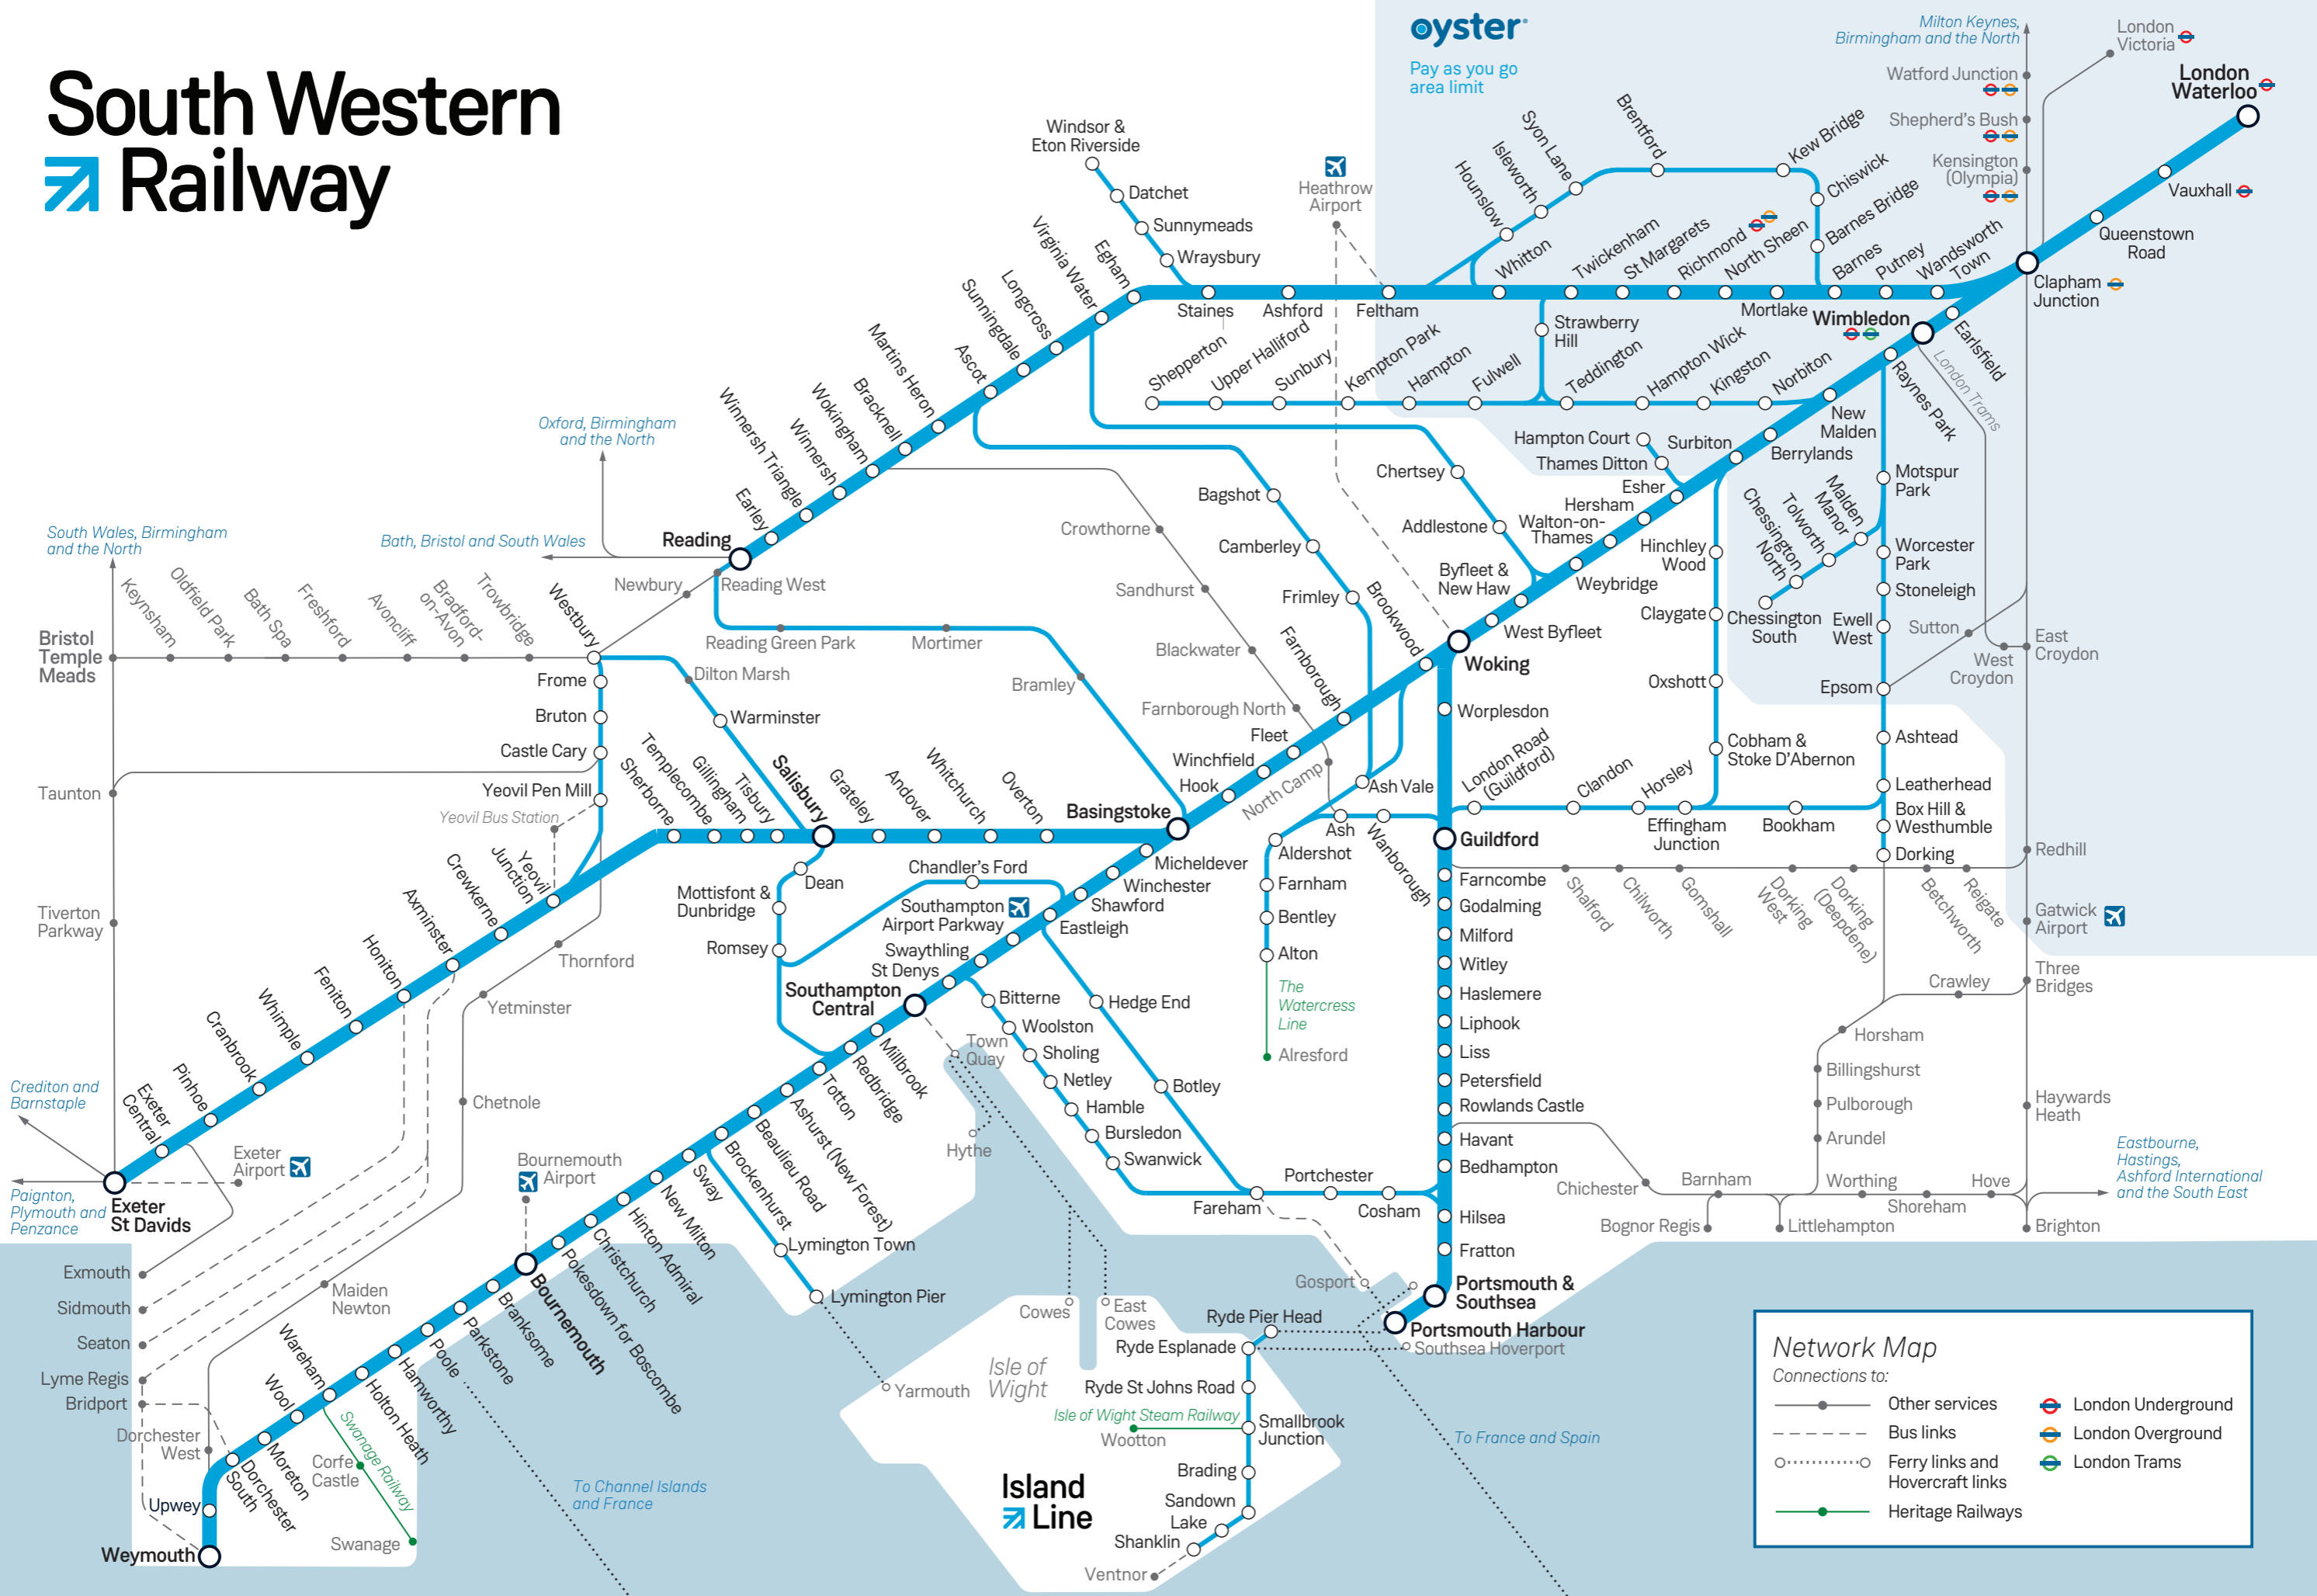 South Western
Railway
oyster
Pay as you go
area limit
Milton Keynes,
Birmingham and the North
London
Victoria
Watford Junction
London
Waterloo
Shepherd's Bush
Kensington
(Olympia)
Vauxhall
Queenstown
Road
Clapham
Junction
Windsor &
Eton Riverside
Datchet
Sunnymeads
Wraysbury
Heathrow
Airport
Hounslow
Isleworth
Syon Lane
Brentford
Kew Bridge
Chiswick
Barnes Bridge
Virginia Water
Egham
Staines
Ashford
Feltham
Whitton
Twickenham
St Margarets
Richmond
North Sheen
Mortlake
Barnes
Putney
Wandsworth
Town
Wimbledon
Earlsfield
London Trams
Strawberry
Hill
Shepperton
Upper Halliford
Sunbury
Kempton Park
Hampton
Fulwell
Teddington
Hampton Wick
Kingston
Norbiton
New
Malden
Raynes Park
Longcross
Sunningdale
Ascot
Martins Heron
Bracknell
Wokingham
Winnersh
Winnersh Triangle
Earley
Reading
Oxford, Birmingham
and the North
Bath, Bristol and South Wales
South Wales, Birmingham
and the North
Newbury
Reading West
Reading Green Park
Mortimer
Bramley
Crowthorne
Sandhurst
Blackwater
Farnborough North
North Camp
Bagshot
Camberley
Frimley
Chertsey
Addlestone
Hampton Court
Thames Ditton
Surbiton
Berrylands
Esher
Hersham
Walton-on-
Thames
Weybridge
Byfleet &
New Haw
West Byfleet
Woking
Brookwood
Farnborough
Fleet
Winchfield
Hook
Basingstoke
Hinchley
Wood
Claygate
Oxshott
Cobham &
Stoke D'Abernon
Motspur
Park
Malden
Manor
Tolworth
Chessington
North
Chessington
South
Worcester
Park
Stoneleigh
Ewell
West
Epsom
Sutton
West
Croydon
East
Croydon
Ashtead
Leatherhead
Box Hill &
Westhumble
Dorking
Worplesdon
London Road
(Guildford)
Clandon
Horsley
Effingham
Junction
Bookham
Guildford
Ash Vale
Ash
Wanborough
Aldershot
Farnham
Bentley
Alton
The
Watercress
Line
Alresford
Shalford
Chilworth
Gomshall
Dorking
West
Dorking
(Deepdene)
Betchworth
Reigate
Redhill
Gatwick
Airport
Three
Bridges
Crawley
Horsham
Billingshurst
Pulborough
Arundel
Haywards
Heath
Eastbourne,
Hastings,
Ashford International
and the South East
Farncombe
Godalming
Milford
Witley
Haslemere
Liphook
Liss
Petersfield
Rowlands Castle
Havant
Bedhampton
Hilsea
Fratton
Portsmouth &
Southsea
Portsmouth Harbour
Southsea Hoverport
Chichester
Barnham
Bognor Regis
Littlehampton
Worthing
Shoreham
Hove
Brighton
Bristol
Temple
Meads
Keynsham
Oldfield Park
Bath Spa
Freshford
Avoncliff
Bradford-
on-Avon
Trowbridge
Westbury
Dilton Marsh
Warminster
Frome
Bruton
Castle Cary
Yeovil Pen Mill
Yeovil Bus Station
Taunton
Tiverton
Parkway
Sherborne
Templecombe
Gillingham
Tisbury
Salisbury
Grateley
Andover
Whitchurch
Overton
Yeovil
Junction
Crewkerne
Axminster
Honiton
Feniton
Whimple
Cranbrook
Pinhoe
Exeter
Central
Exeter
St Davids
Exeter
Airport
Crediton and
Barnstaple
Paignton,
Plymouth and
Penzance
Thornford
Yetminster
Chetnole
Maiden
Newton
Dorchester
West
Exmouth
Sidmouth
Seaton
Lyme Regis
Bridport
Dean
Mottisfont &
Dunbridge
Romsey
Chandler's Ford
Micheldever
Winchester
Shawford
Eastleigh
Southampton
Airport Parkway
Swaythling
St Denys
Southampton
Central
Millbrook
Redbridge
Totton
Ashurst (New Forest)
Beaulieu Road
Brockenhurst
Sway
New Milton
Hinton Admiral
Christchurch
Pokesdown for Boscombe
Bournemouth
Bournemouth
Airport
Branksome
Parkstone
Poole
Hamworthy
Holton Heath
Wareham
Wool
Moreton
Dorchester
South
Upwey
Weymouth
Swanage Railway
Corfe
Castle
Swanage
Lymington Town
Lymington Pier
Yarmouth
Town
Quay
Hythe
Bitterne
Woolston
Sholing
Netley
Hamble
Bursledon
Swanwick
Hedge End
Botley
Fareham
Portchester
Cosham
Gosport
Cowes
East
Cowes
Isle of
Wight
Ryde Pier Head
Ryde Esplanade
Ryde St Johns Road
Isle of Wight Steam Railway
Wootton
Smallbrook
Junction
Brading
Sandown
Lake
Shanklin
Ventnor
Island
Line
To Channel Islands
and France
To France and Spain
Network Map
Connections to:
Other services
Bus links
Ferry links and
Hovercraft links
Heritage Railways
London Underground
London Overground
London Trams